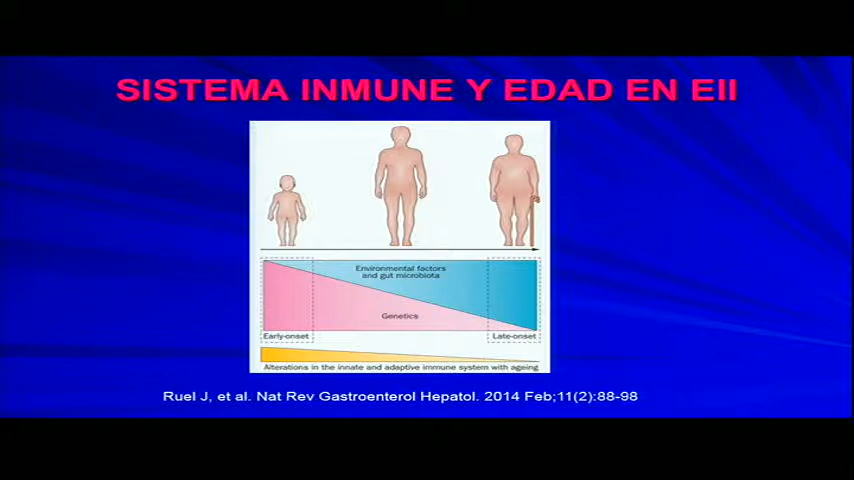 SISTEMA INMUNE Y EDAD EN EII
Environmental factors
and gut microbiota
Genetics
Early-onset
Late-onset
Alterations in the innate and adaptive immune system with ageing
Ruel J, et al. Nat Rev Gastroenterol Hepatol. 2014 Feb;11(2):88-98